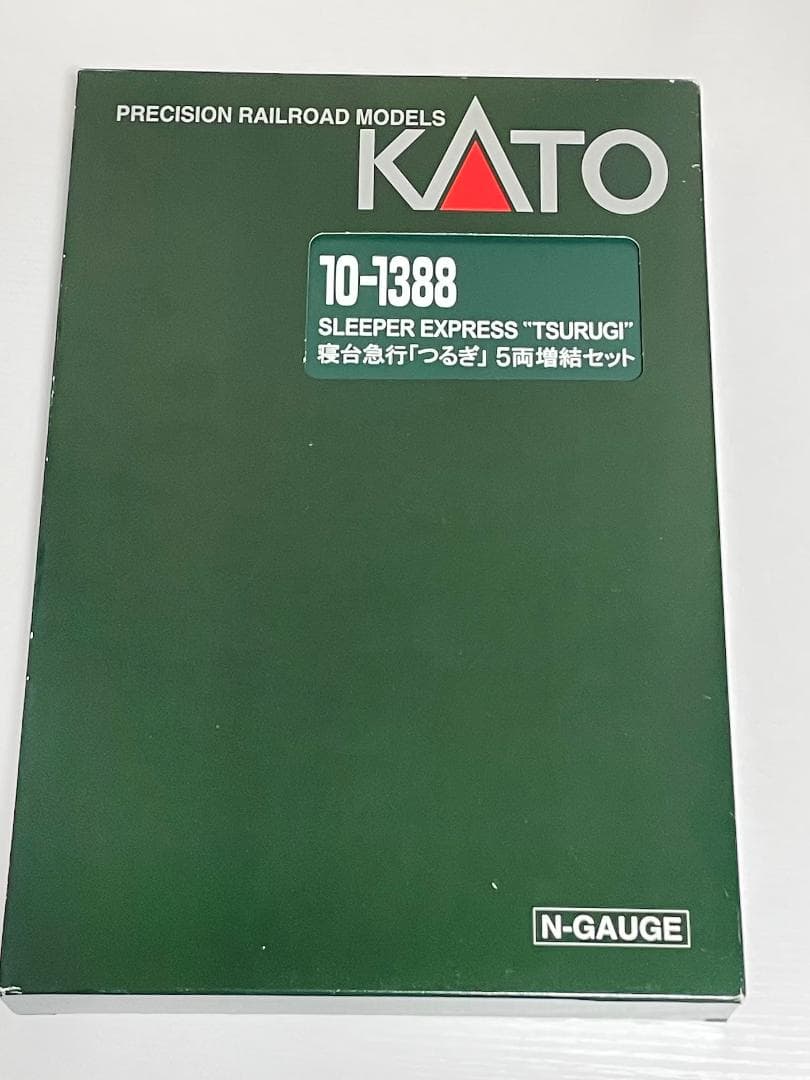 PRECISION RAILROAD MODELS
KATO
10-1388
SLEEPER EXPRESS "TSURUGI"
寝台急行「つるぎ」 5両増結セット
N-GAUGE